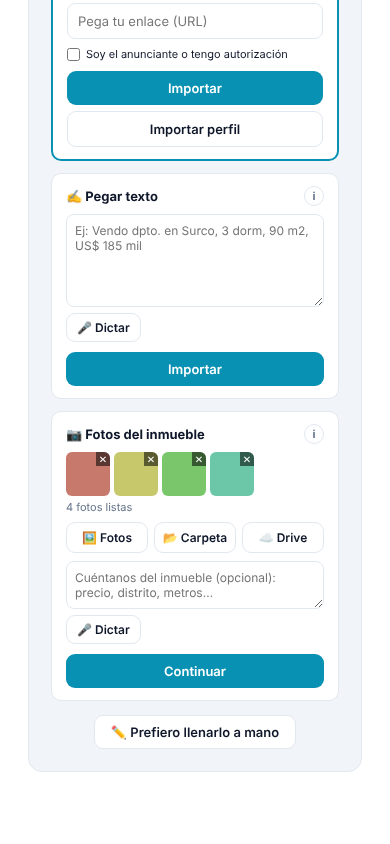 Pega tu enlace (URL)
Soy el anunciante o tengo autorización
Importar
Importar perfil
✍️ Pegar texto
i
Ej: Vendo dpto. en Surco, 3 dorm, 90 m2,
US$ 185 mil
🎤 Dictar
Importar
📷 Fotos del inmueble
i
✕ ✕ ✕ ✕
4 fotos listas
🖼️ Fotos 📂 Carpeta ☁️ Drive
Cuéntanos del inmueble (opcional):
precio, distrito, metros...
🎤 Dictar
Continuar
✏️ Prefiero llenarlo a mano